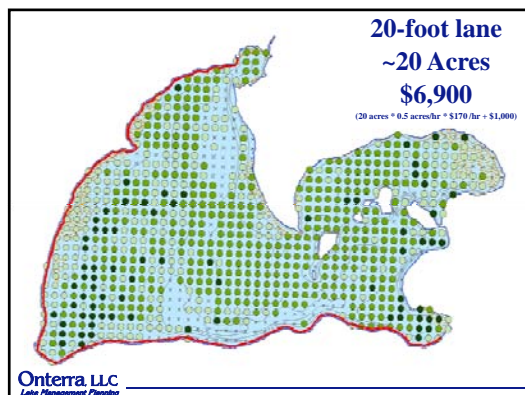 20-foot lane
~20 Acres
$6,900
(20 acres * 0.5 acres/hr * $170 /hr + $1,000)
Onterra, LLC
Lake Management Planning